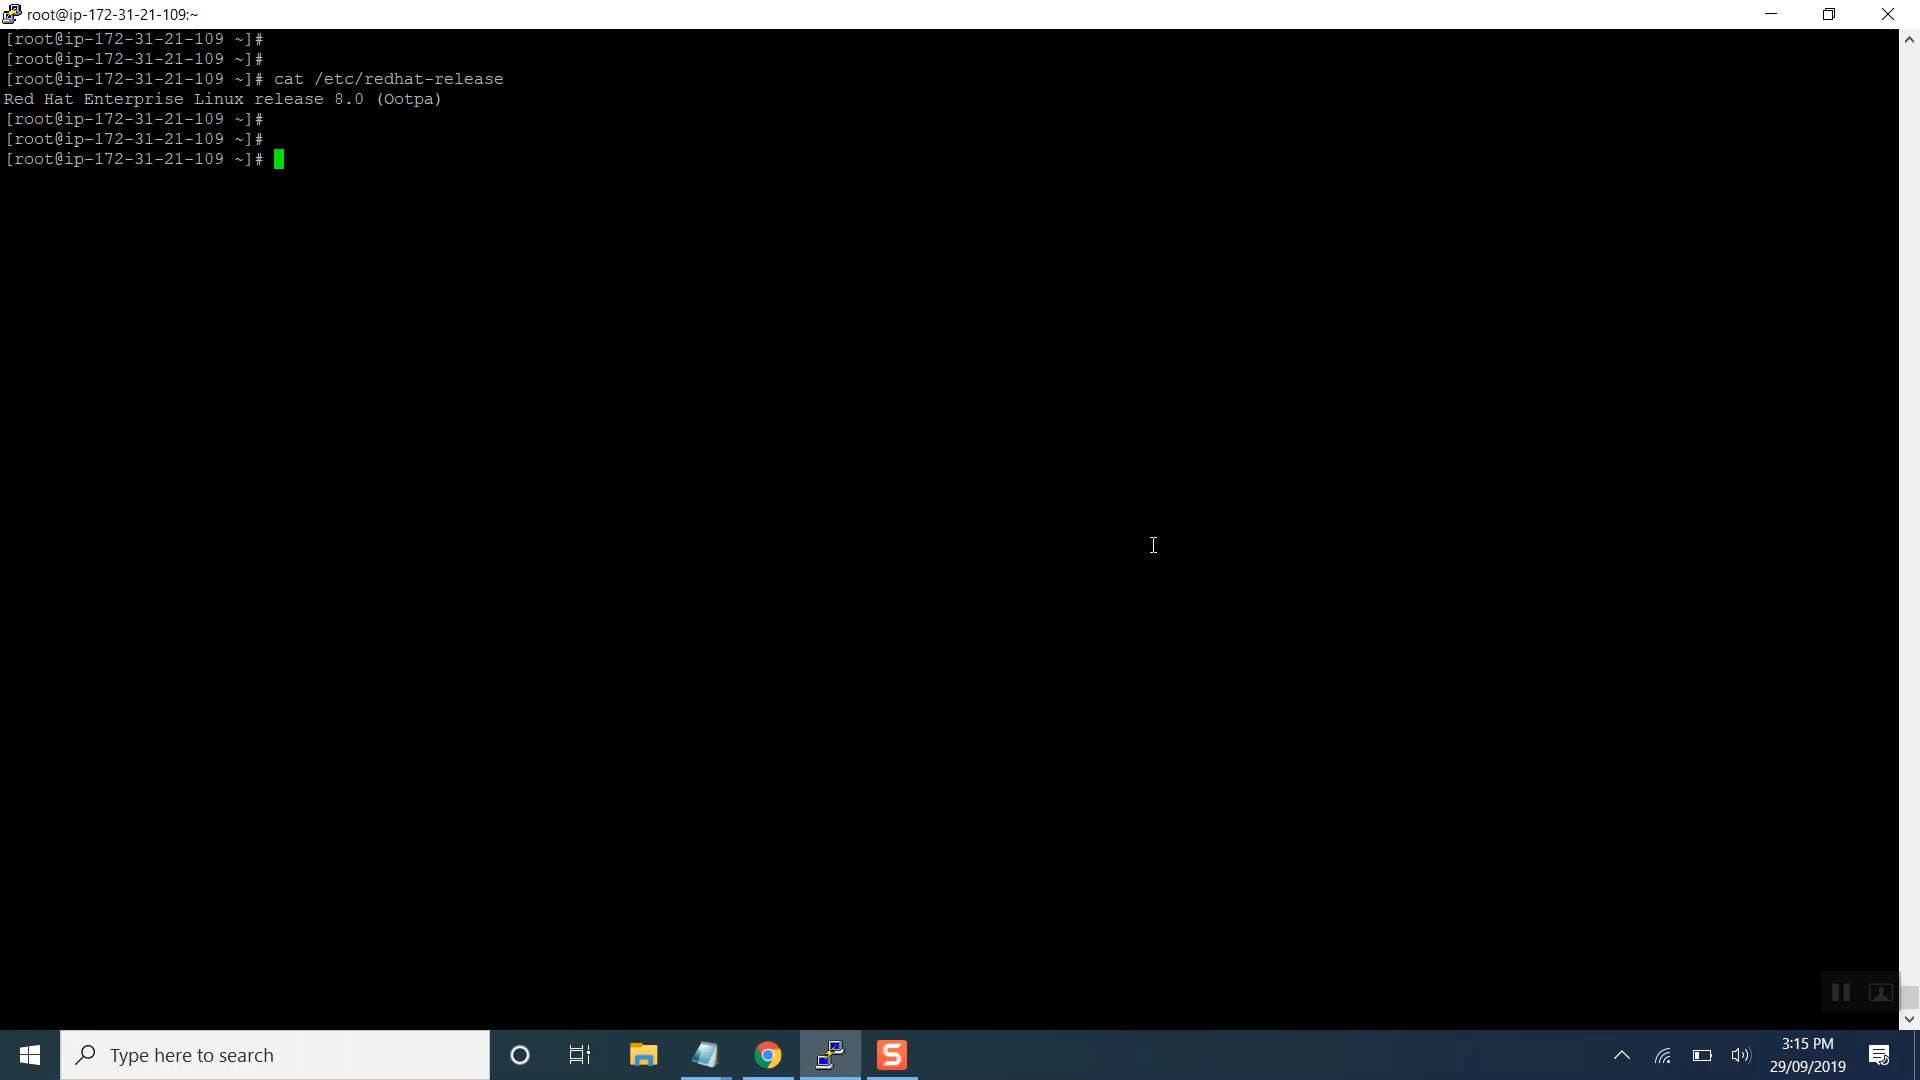 root@ip-172-31-21-109:~
[root@ip-172-31-21-109 ~]#
[root@ip-172-31-21-109 ~]#
[root@ip-172-31-21-109 ~]# cat /etc/redhat-release
Red Hat Enterprise Linux release 8.0 (Ootpa)
[root@ip-172-31-21-109 ~]#
[root@ip-172-31-21-109 ~]#
[root@ip-172-31-21-109 ~]#
Type here to search
S
3:15 PM
29/09/2019